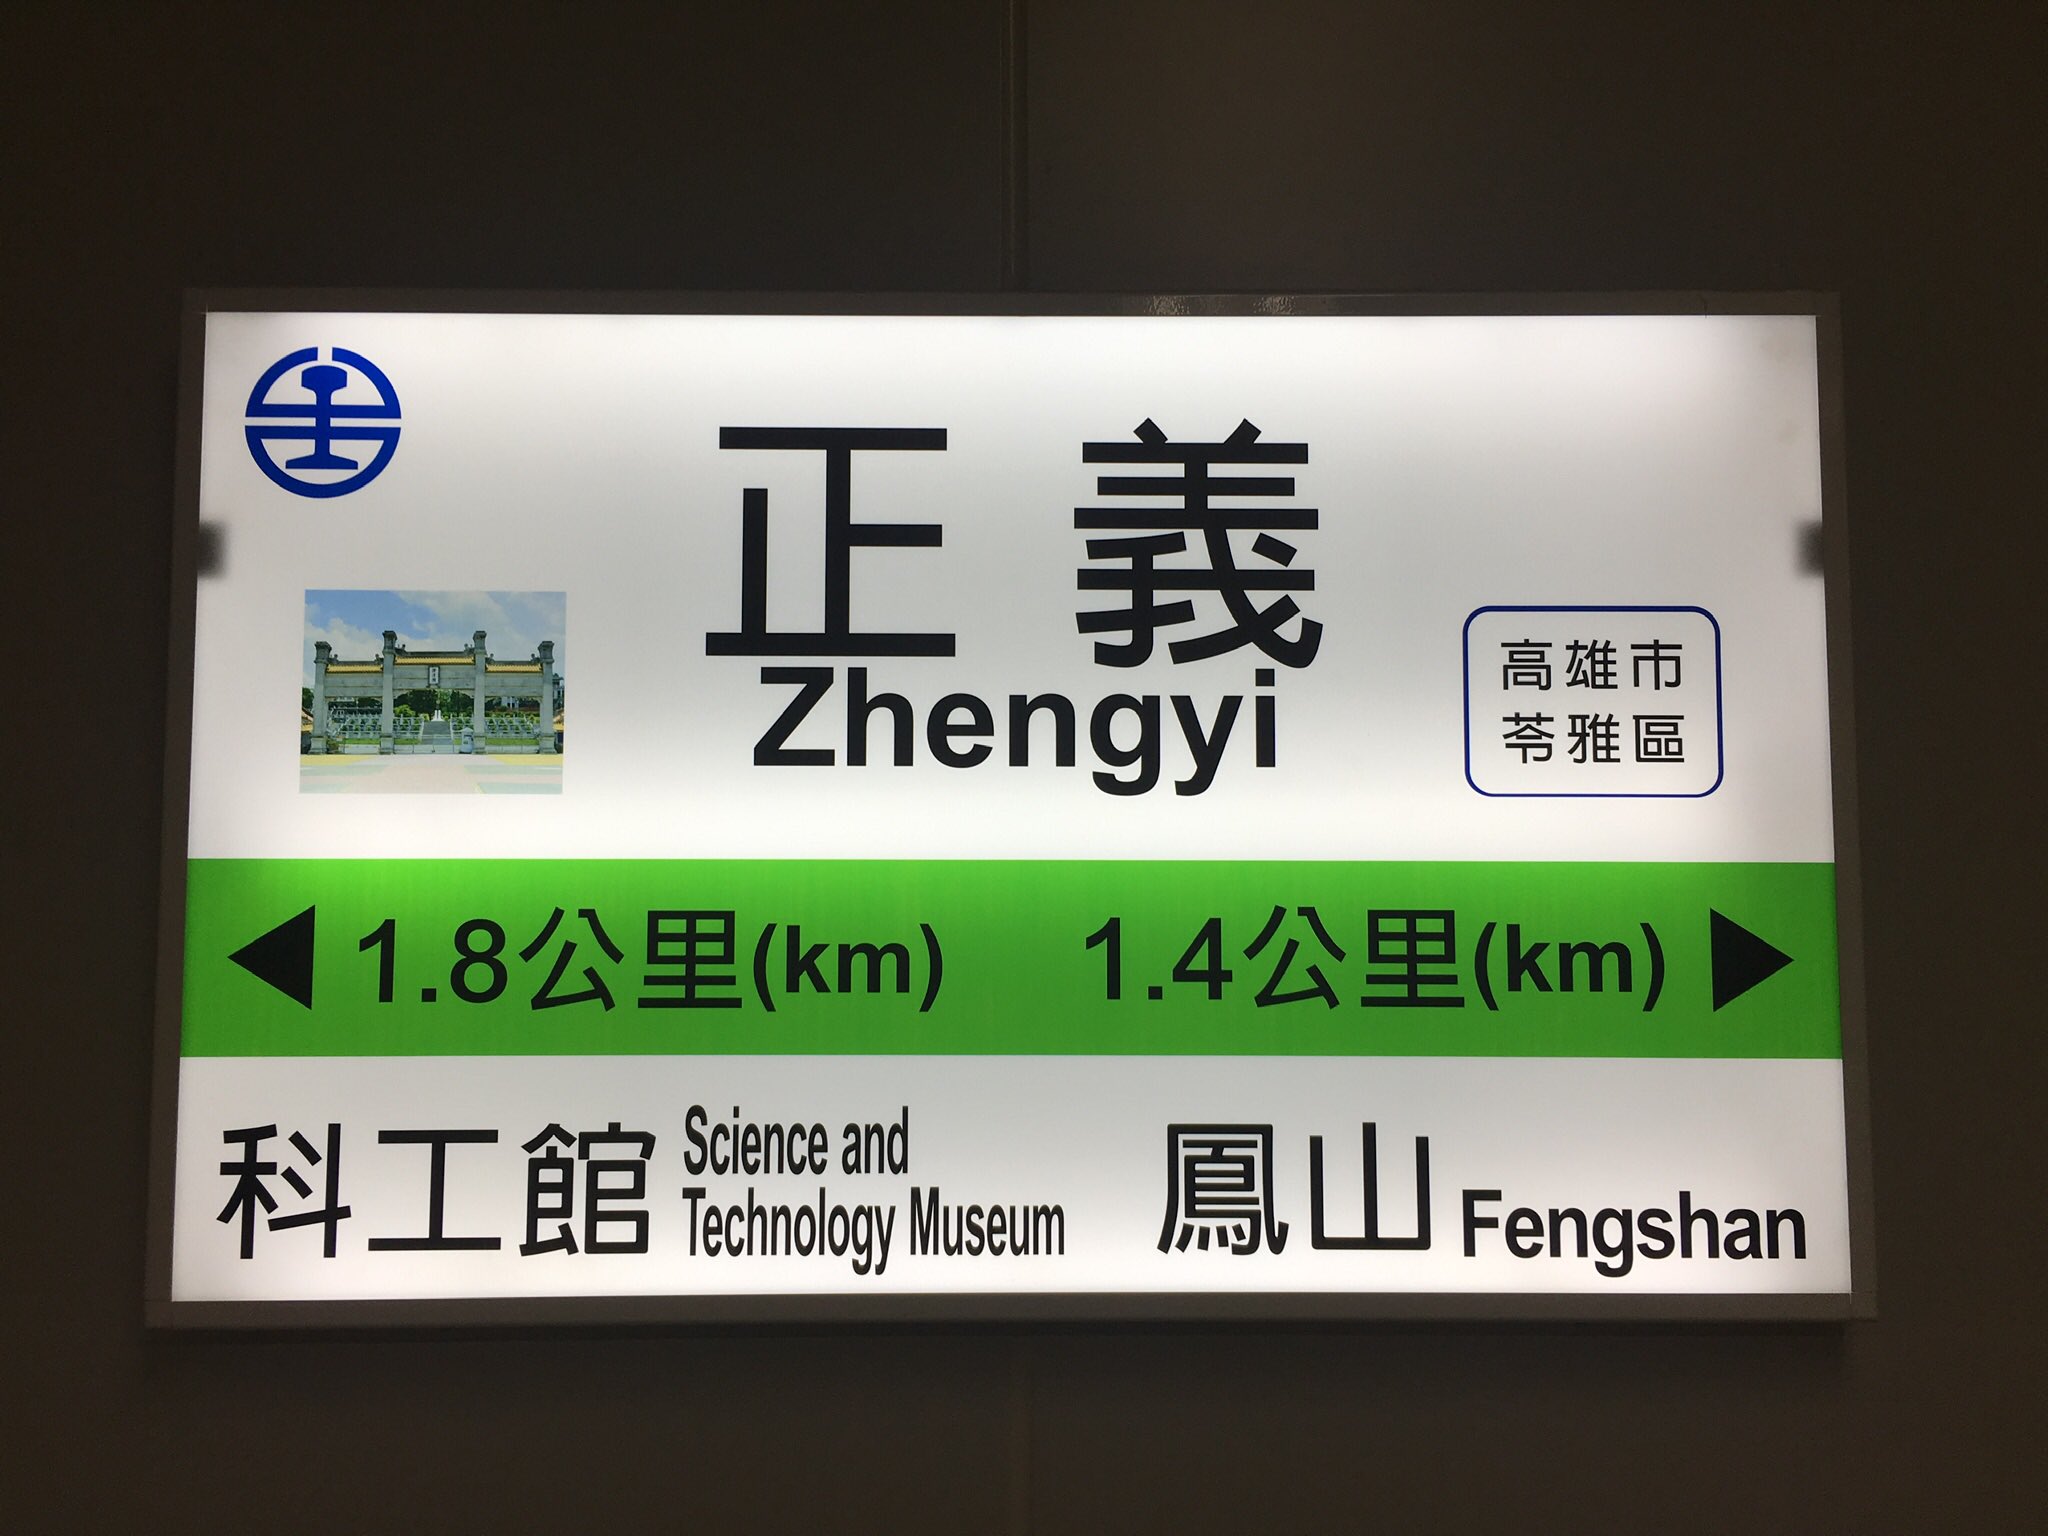 正義
Zhengyi
高雄市
苓雅區
◀ 1.8公里(km) 1.4公里(km) ▶
科工館 Science and
Technology Museum
鳳山 Fengshan